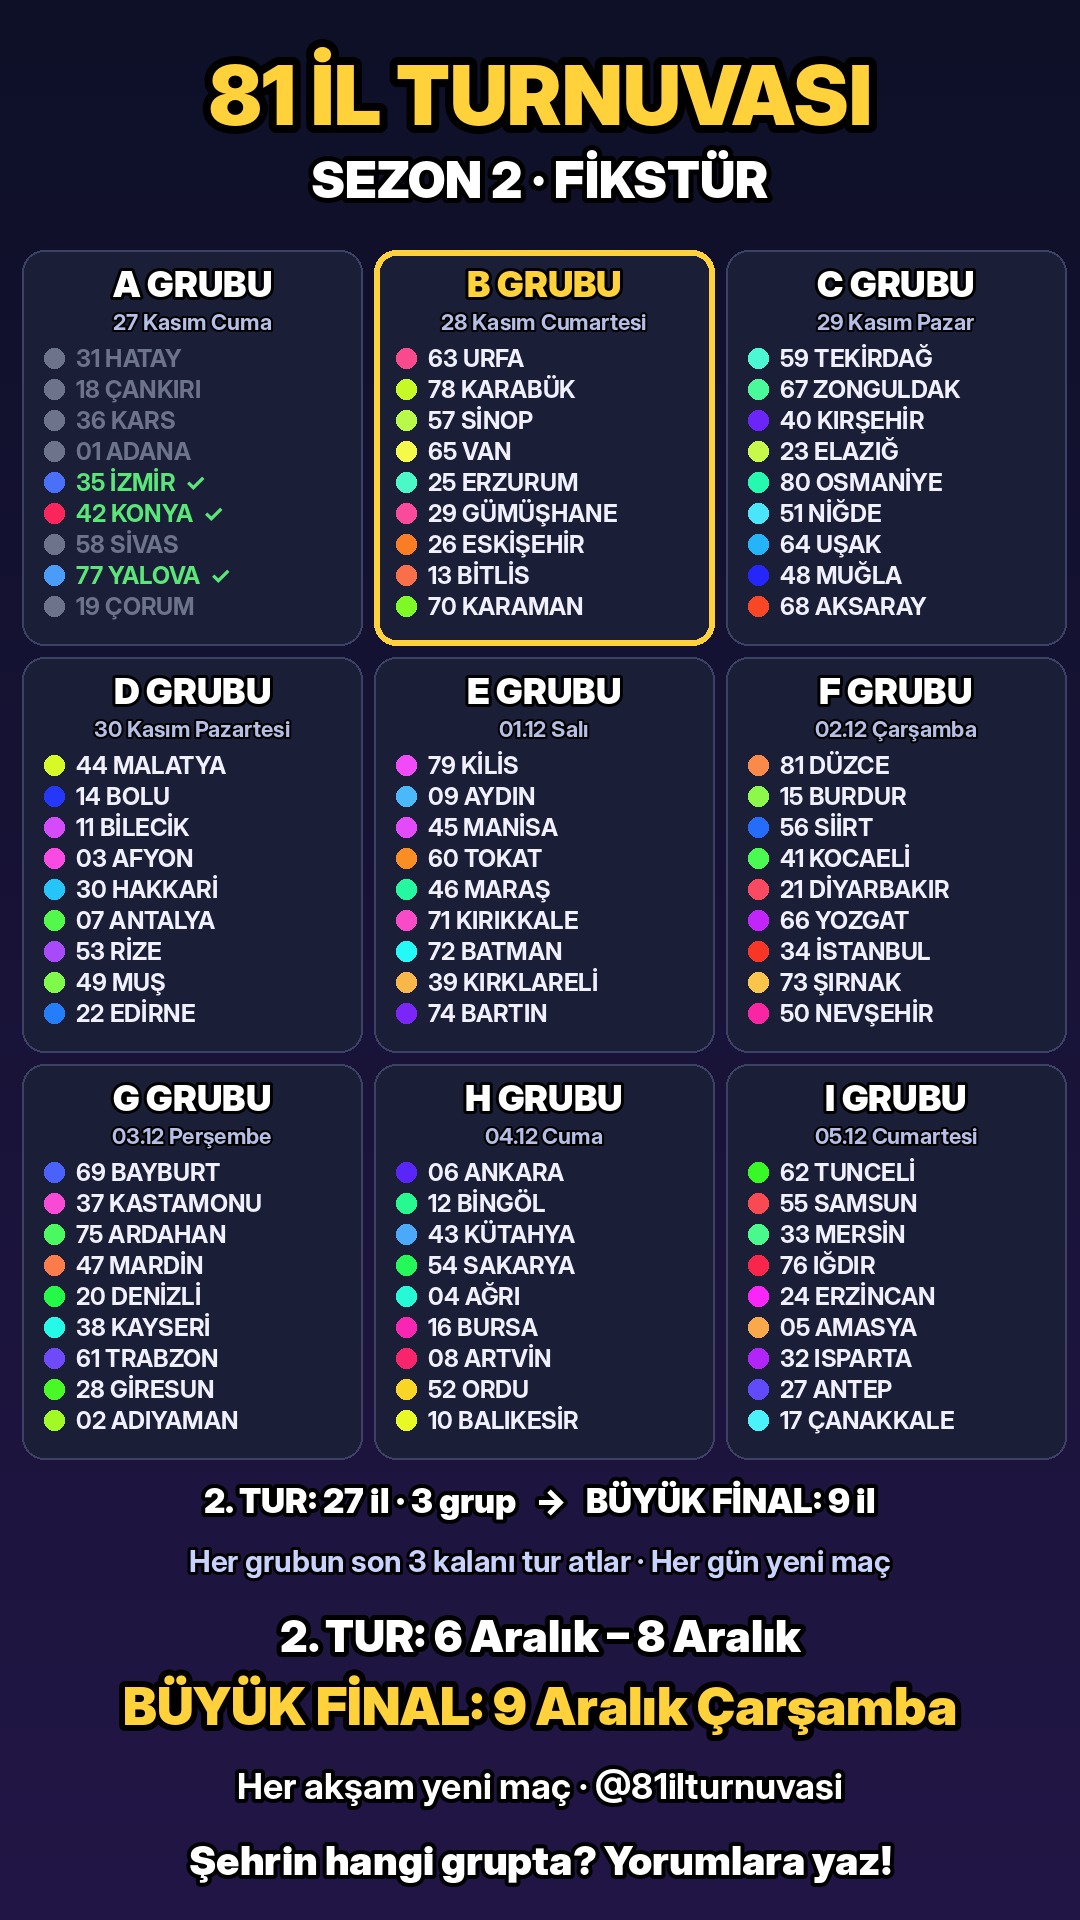 81 İL TURNUVASI
SEZON 2 · FİKSTÜR
A GRUBU
27 Kasım Cuma
31 HATAY
18 ÇANKIRI
36 KARS
01 ADANA
35 İZMİR ✓
42 KONYA ✓
58 SİVAS
77 YALOVA ✓
19 ÇORUM
B GRUBU
28 Kasım Cumartesi
63 URFA
78 KARABÜK
57 SİNOP
65 VAN
25 ERZURUM
29 GÜMÜŞHANE
26 ESKİŞEHİR
13 BİTLİS
70 KARAMAN
C GRUBU
29 Kasım Pazar
59 TEKİRDAĞ
67 ZONGULDAK
40 KIRŞEHİR
23 ELAZIĞ
80 OSMANİYE
51 NİĞDE
64 UŞAK
48 MUĞLA
68 AKSARAY
D GRUBU
30 Kasım Pazartesi
44 MALATYA
14 BOLU
11 BİLECİK
03 AFYON
30 HAKKARİ
07 ANTALYA
53 RİZE
49 MUŞ
22 EDİRNE
E GRUBU
01.12 Salı
79 KİLİS
09 AYDIN
45 MANİSA
60 TOKAT
46 MARAŞ
71 KIRIKKALE
72 BATMAN
39 KIRKLARELİ
74 BARTIN
F GRUBU
02.12 Çarşamba
81 DÜZCE
15 BURDUR
56 SİİRT
41 KOCAELİ
21 DİYARBAKIR
66 YOZGAT
34 İSTANBUL
73 ŞIRNAK
50 NEVŞEHİR
G GRUBU
03.12 Perşembe
69 BAYBURT
37 KASTAMONU
75 ARDAHAN
47 MARDİN
20 DENİZLİ
38 KAYSERİ
61 TRABZON
28 GİRESUN
02 ADIYAMAN
H GRUBU
04.12 Cuma
06 ANKARA
12 BİNGÖL
43 KÜTAHYA
54 SAKARYA
04 AĞRI
16 BURSA
08 ARTVİN
52 ORDU
10 BALIKESİR
I GRUBU
05.12 Cumartesi
62 TUNCELİ
55 SAMSUN
33 MERSİN
76 IĞDIR
24 ERZİNCAN
05 AMASYA
32 ISPARTA
27 ANTEP
17 ÇANAKKALE
2. TUR: 27 il · 3 grup → BÜYÜK FİNAL: 9 il
Her grubun son 3 kalanı tur atlar · Her gün yeni maç
2. TUR: 6 Aralık – 8 Aralık
BÜYÜK FİNAL: 9 Aralık Çarşamba
Her akşam yeni maç · @81ilturnuvasi
Şehrin hangi grupta? Yorumlara yaz!